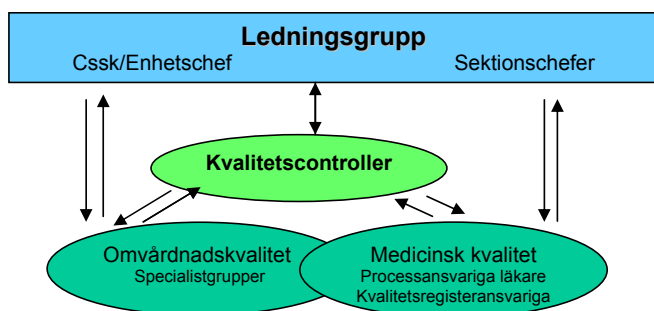 Ledningsgrupp
Cssk/Enhetschef Sektionschefer
Kvalitetscontroller
Omvårdnadskvalitet
Specialistgrupper
Medicinsk kvalitet
Processansvariga läkare
Kvalitetsregisteransvariga